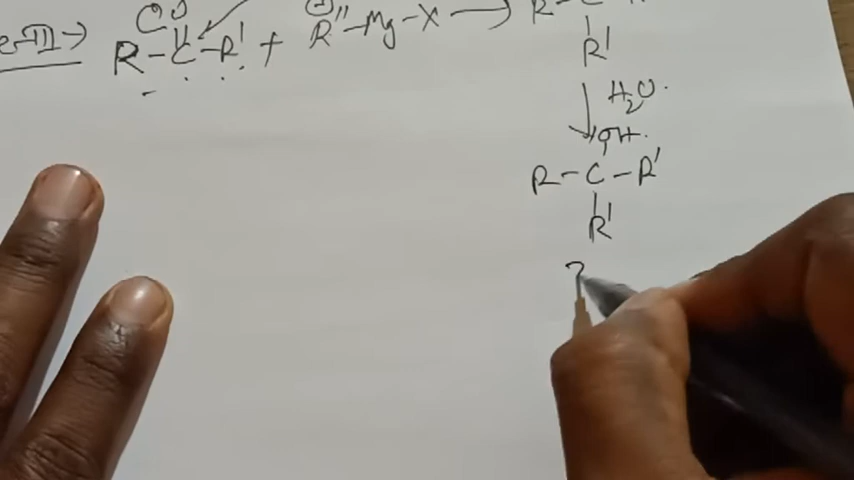 R-C-R' + R''-Mg-X → R
R'
↓ H2O.
OH.
R-C-R'
R'